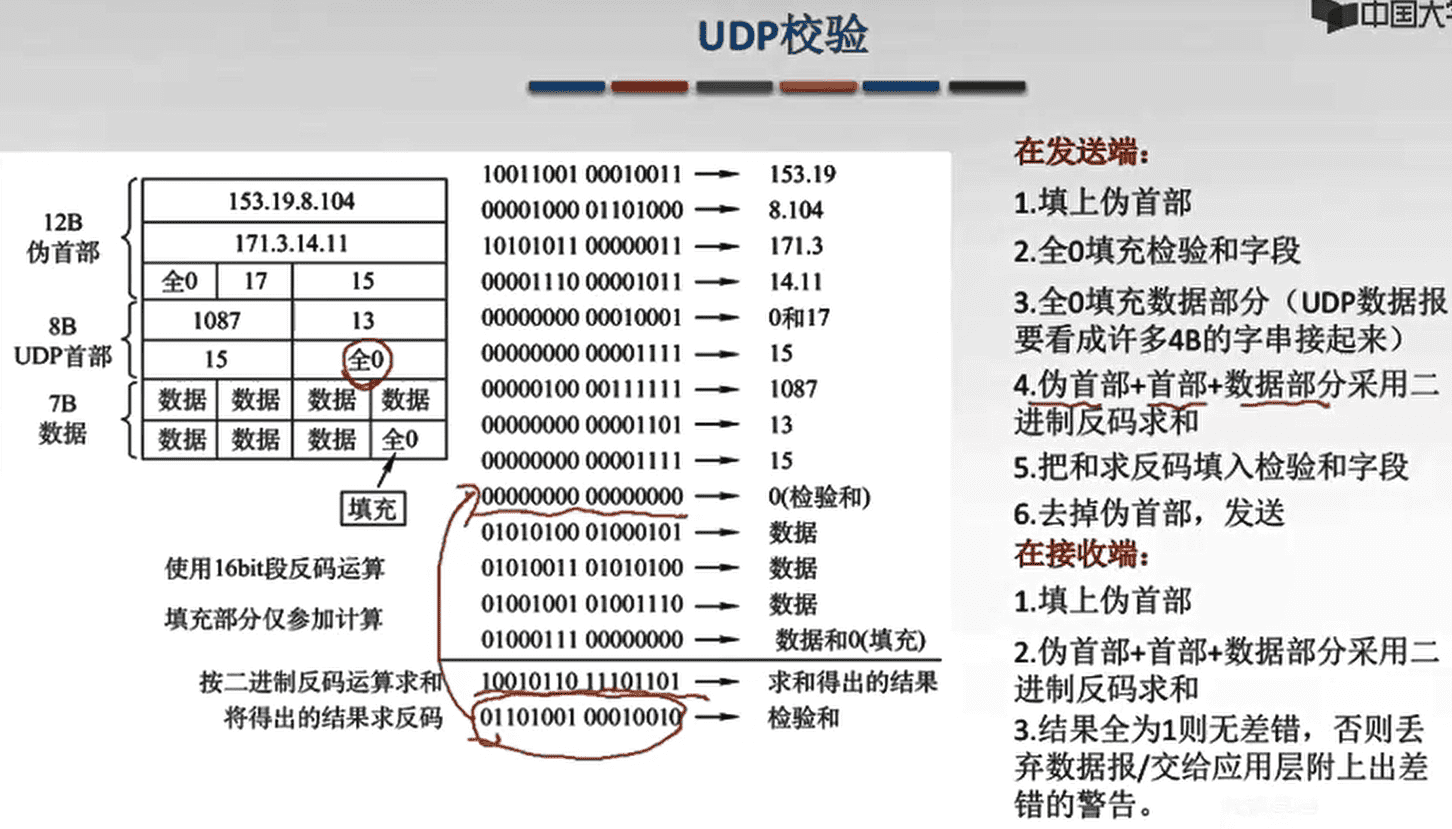 中国大
UDP校验
12B
伪首部
153.19.8.104
171.3.14.11
全0 17 15
8B
UDP首部
1087 13
15 全0
7B
数据
数据 数据 数据 数据
数据 数据 数据 全0
填充
使用16bit段反码运算
填充部分仅参加计算
10011001 00010011 → 153.19
00001000 01101000 → 8.104
10101011 00000011 → 171.3
00001110 00001011 → 14.11
00000000 00010001 → 0和17
00000000 00001111 → 15
00000100 00111111 → 1087
00000000 00001101 → 13
00000000 00001111 → 15
00000000 00000000 → 0(检验和)
01010100 01000101 → 数据
01010011 01010100 → 数据
01001001 01001110 → 数据
01000111 00000000 → 数据和0(填充)
按二进制反码运算求和 10010110 11101101 → 求和得出的结果
将得出的结果求反码 01101001 00010010 → 检验和
在发送端：
1.填上伪首部
2.全0填充检验和字段
3.全0填充数据部分（UDP数据报
要看成许多4B的字串接起来）
4.伪首部+首部+数据部分采用二
进制反码求和
5.把和求反码填入检验和字段
6.去掉伪首部，发送
在接收端：
1.填上伪首部
2.伪首部+首部+数据部分采用二
进制反码求和
3.结果全为1则无差错，否则丢
弃数据报/交给应用层附上出差
错的警告。